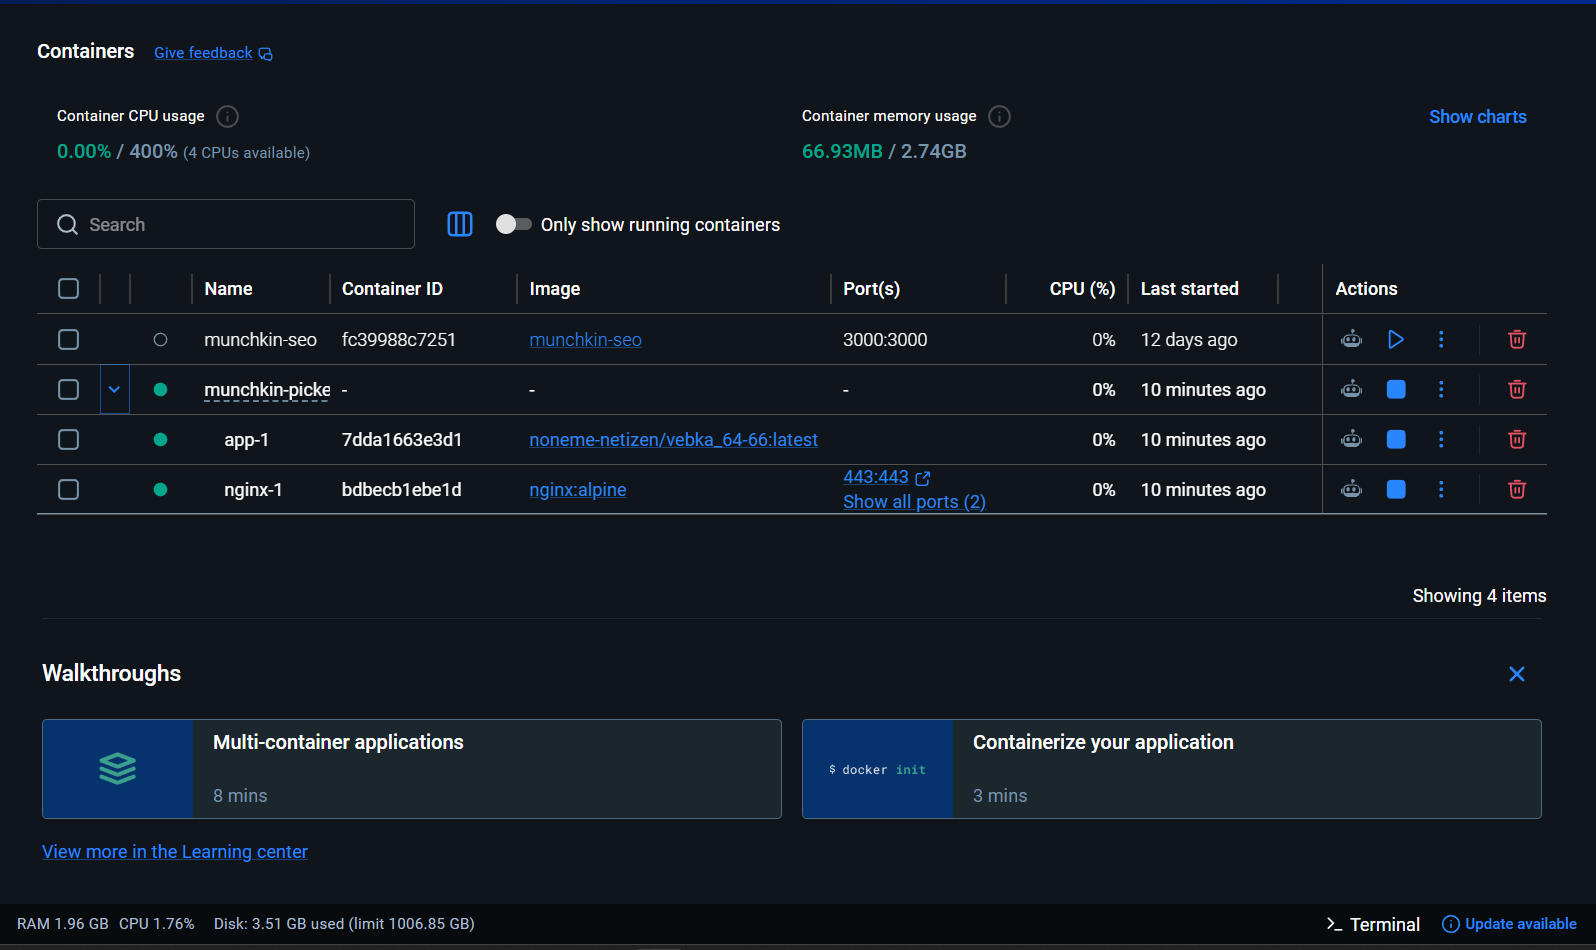 Containers Give feedback
Container CPU usage
0.00% / 400% (4 CPUs available)
Container memory usage
66.93MB / 2.74GB
Show charts
Search
Only show running containers
Name Container ID Image Port(s) CPU (%) Last started Actions
munchkin-seo fc39988c7251 munchkin-seo 3000:3000 0% 12 days ago
munchkin-picke - - - 0% 10 minutes ago
app-1 7dda1663e3d1 noneme-netizen/vebka_64-66:latest 0% 10 minutes ago
nginx-1 bdbecb1ebe1d nginx:alpine 443:443 0% 10 minutes ago
Show all ports (2)
Showing 4 items
Walkthroughs
Multi-container applications
8 mins
$ docker init
Containerize your application
3 mins
View more in the Learning center
RAM 1.96 GB CPU 1.76% Disk: 3.51 GB used (limit 1006.85 GB)
>_ Terminal
Update available